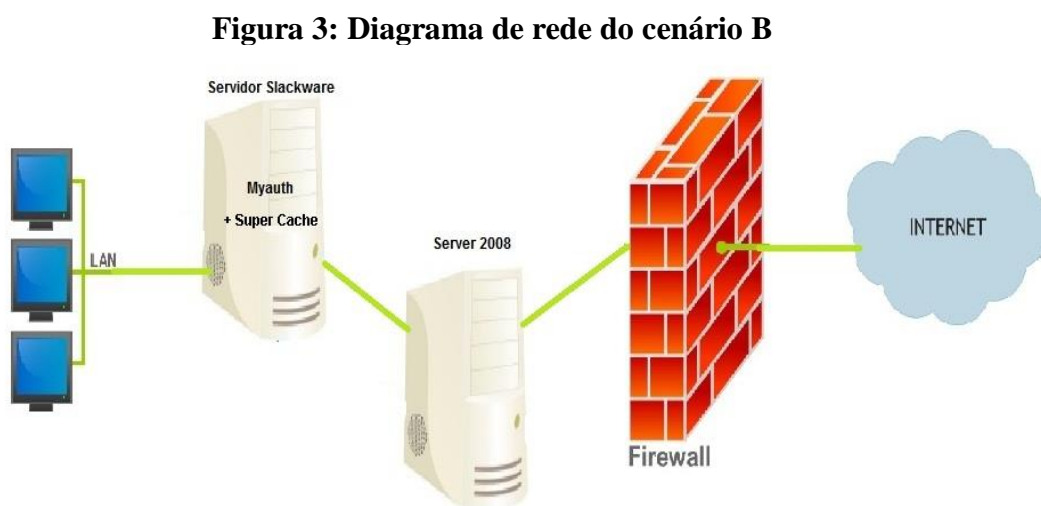 Figura 3: Diagrama de rede do cenário B
Servidor Slackware
Myauth
+ Super Cache
LAN
Server 2008
INTERNET
Firewall